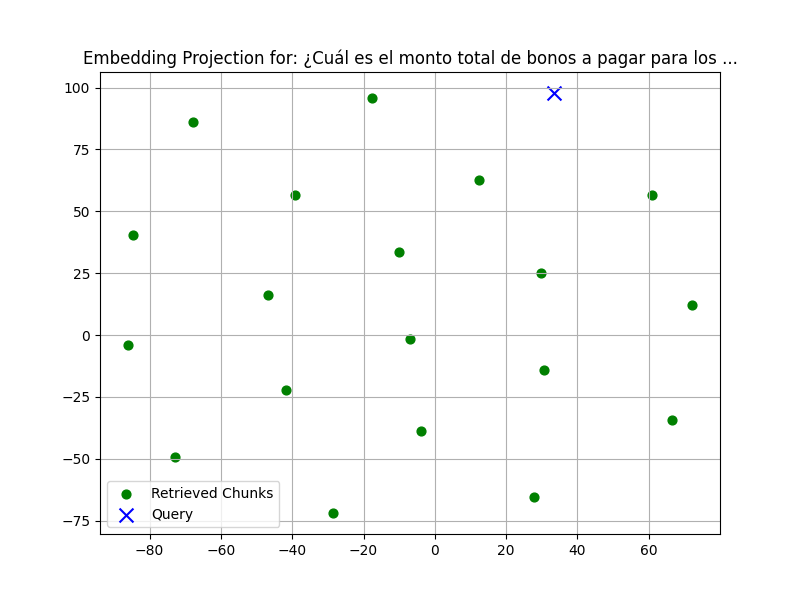 Embedding Projection for: ¿Cuál es el monto total de bonos a pagar para los ...
100
75
50
25
0
−25
−50
−75
Retrieved Chunks
Query
−80 −60 −40 −20 0 20 40 60